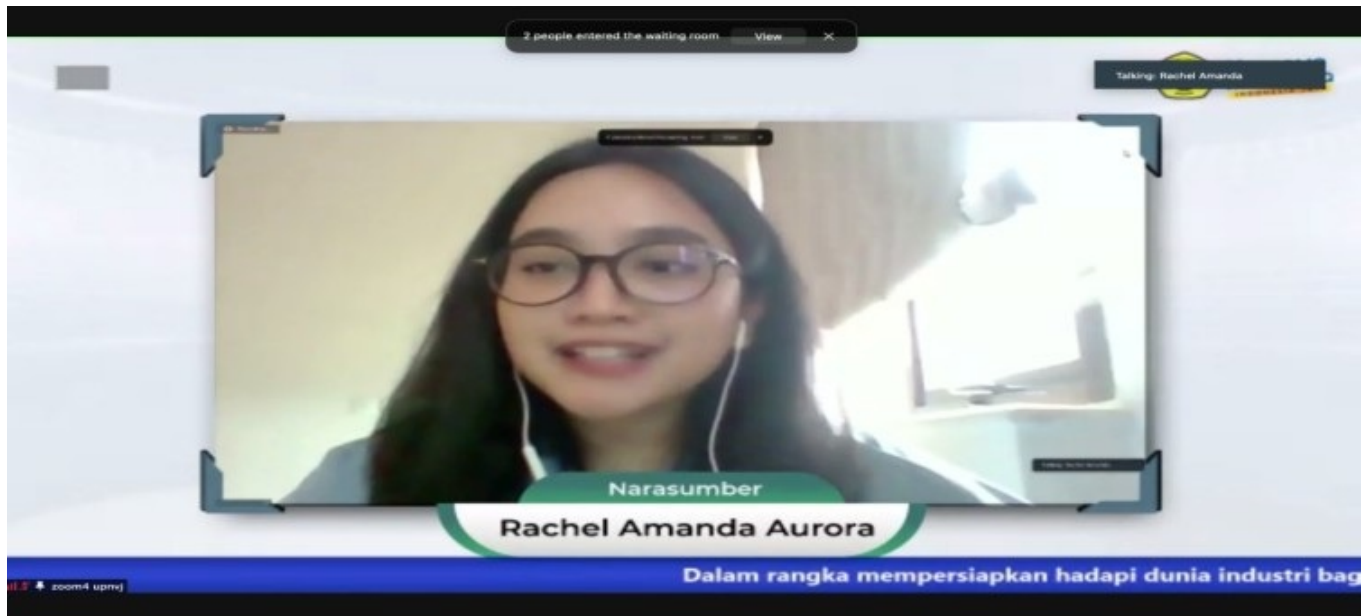 2 people entered the waiting room View
Talking: Rachel Amanda
Narasumber
Rachel Amanda Aurora
Dalam rangka mempersiapkan hadapi dunia industri bag
zoom4 upnvj